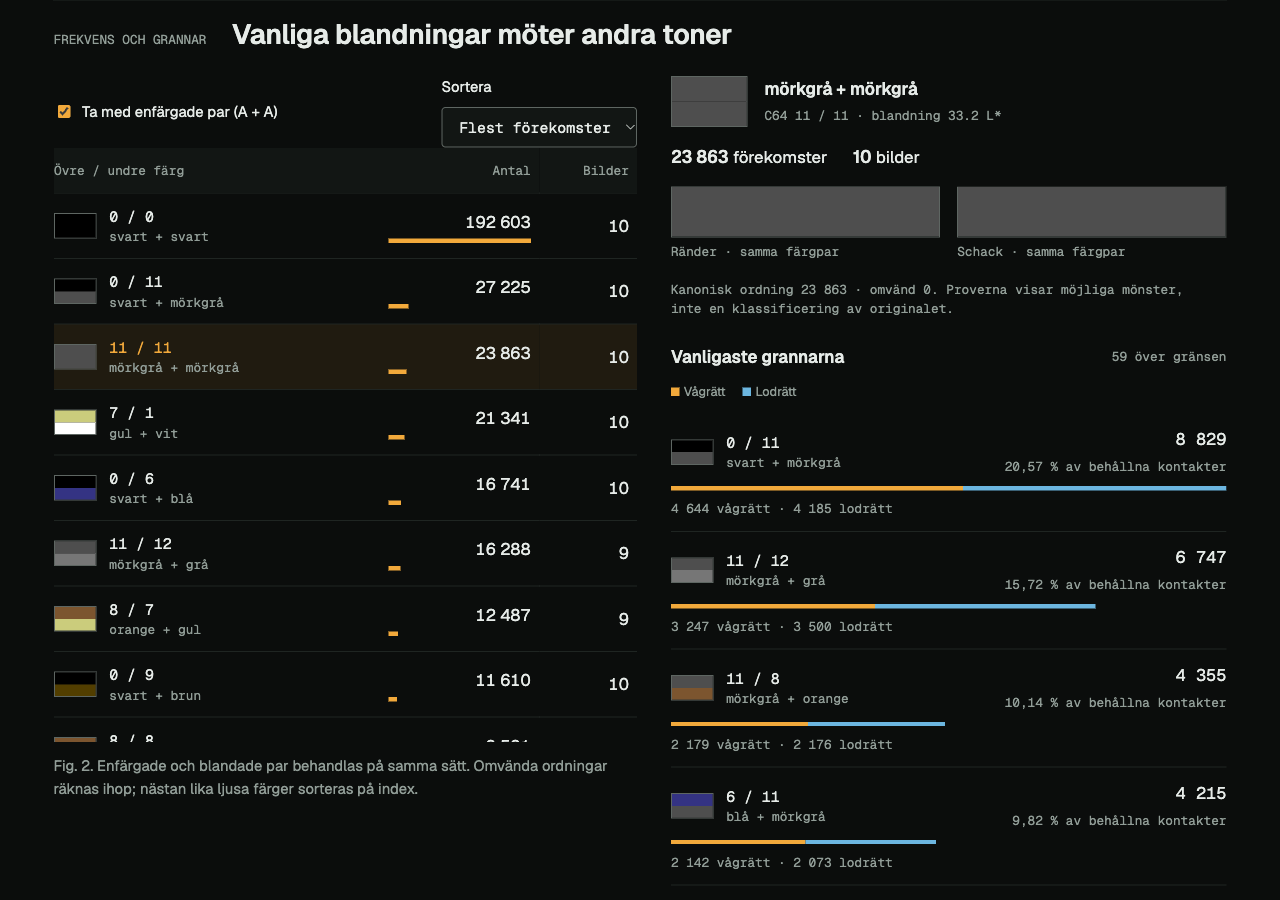 FREKVENS OCH GRANNAR
Vanliga blandningar möter andra toner
Ta med enfärgade par (A + A)
Sortera
Flest förekomster
Övre / undre färg Antal Bilder
0 / 0
svart + svart
192 603
10
0 / 11
svart + mörkgrå
27 225
10
11 / 11
mörkgrå + mörkgrå
23 863
10
7 / 1
gul + vit
21 341
10
0 / 6
svart + blå
16 741
10
11 / 12
mörkgrå + grå
16 288
9
8 / 7
orange + gul
12 487
9
0 / 9
svart + brun
11 610
10
8 / 8
Fig. 2. Enfärgade och blandade par behandlas på samma sätt. Omvända ordningar
räknas ihop; nästan lika ljusa färger sorteras på index.
mörkgrå + mörkgrå
C64 11 / 11 · blandning 33.2 L*
23 863 förekomster 10 bilder
Ränder · samma färgpar
Schack · samma färgpar
Kanonisk ordning 23 863 · omvänd 0. Proverna visar möjliga mönster,
inte en klassificering av originalet.
Vanligaste grannarna
59 över gränsen
Vågrätt Lodrätt
0 / 11
svart + mörkgrå
8 829
20,57 % av behållna kontakter
4 644 vågrätt · 4 185 lodrätt
11 / 12
mörkgrå + grå
6 747
15,72 % av behållna kontakter
3 247 vågrätt · 3 500 lodrätt
11 / 8
mörkgrå + orange
4 355
10,14 % av behållna kontakter
2 179 vågrätt · 2 176 lodrätt
6 / 11
blå + mörkgrå
4 215
9,82 % av behållna kontakter
2 142 vågrätt · 2 073 lodrätt